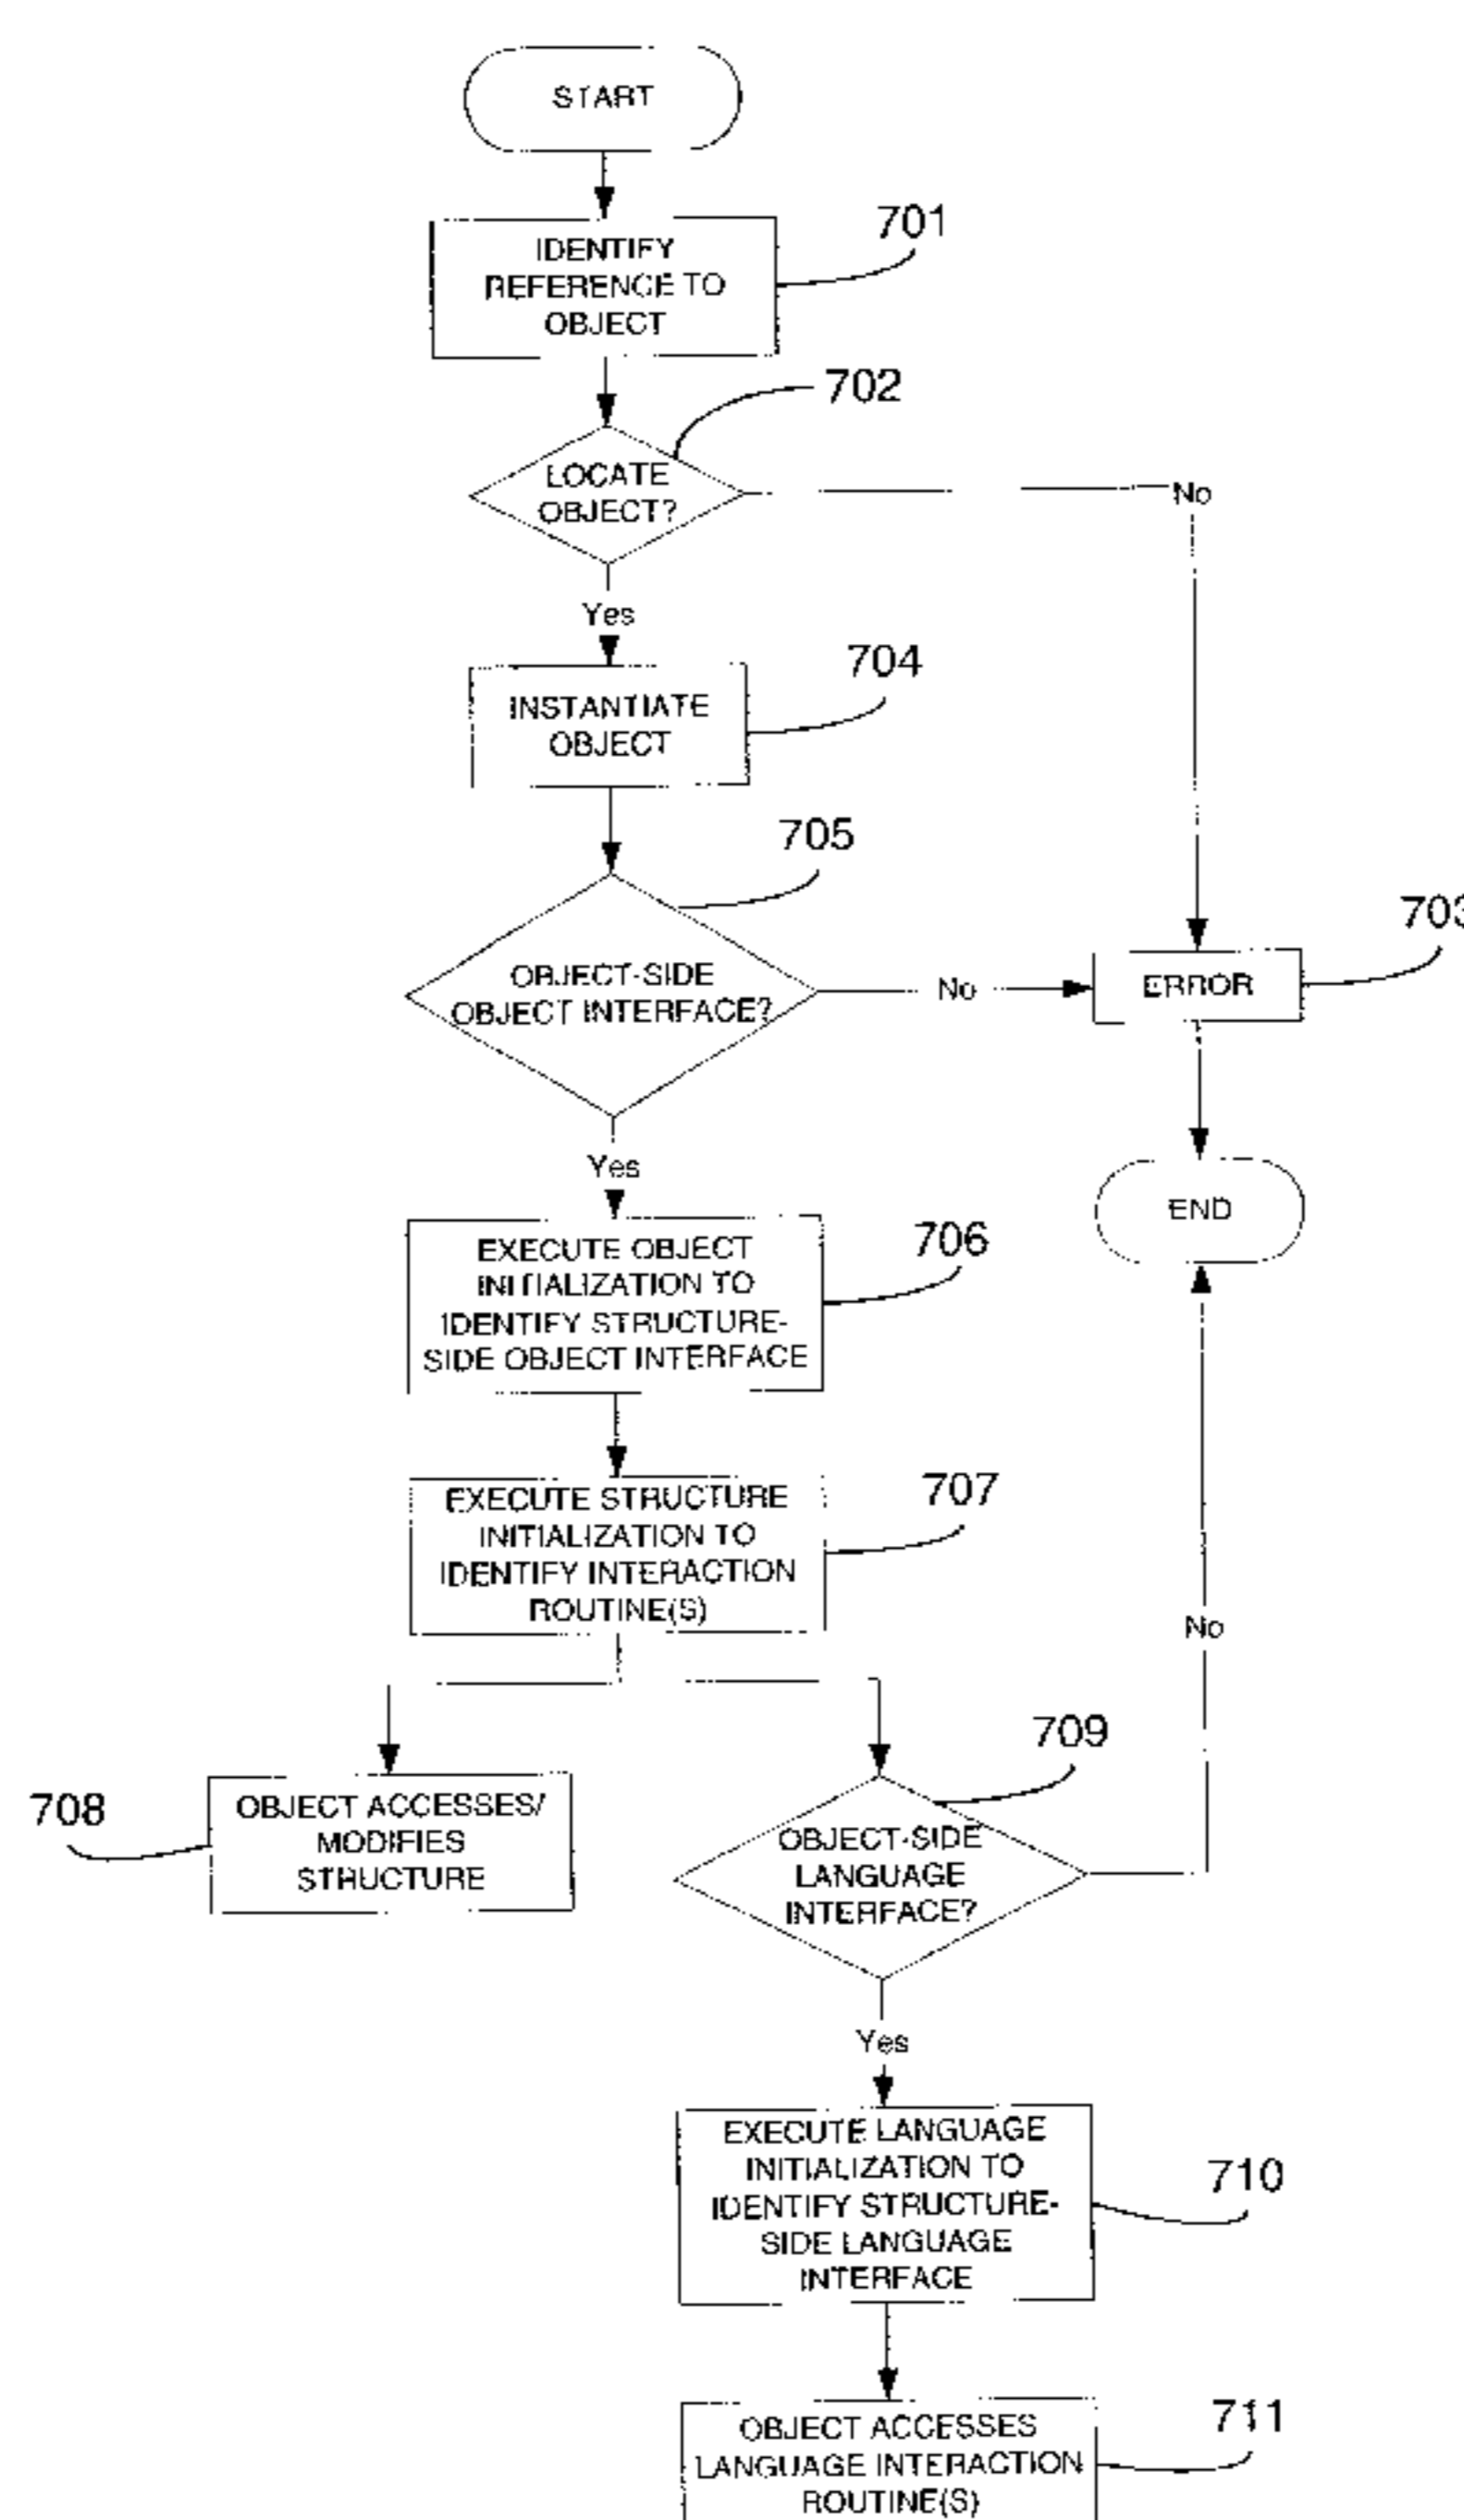 START
701
IDENTIFY
REFERENCE TO
OBJECT
702
LOCATE
OBJECT?
No
Yes
704
INSTANTIATE
OBJECT
705
OBJECT-SIDE
OBJECT INTERFACE?
No
703
ERROR
Yes
END
706
EXECUTE OBJECT
INITIALIZATION TO
IDENTIFY STRUCTURE-
SIDE OBJECT INTERFACE
707
EXECUTE STRUCTURE
INITIALIZATION TO
IDENTIFY INTERACTION
ROUTINE(S)
No
708
OBJECT ACCESSES/
MODIFIES
STRUCTURE
709
OBJECT-SIDE
LANGUAGE
INTERFACE?
Yes
710
EXECUTE LANGUAGE
INITIALIZATION TO
IDENTIFY STRUCTURE-
SIDE LANGUAGE
INTERFACE
711
OBJECT ACCESSES
LANGUAGE INTERACTION
ROUTINE(S)